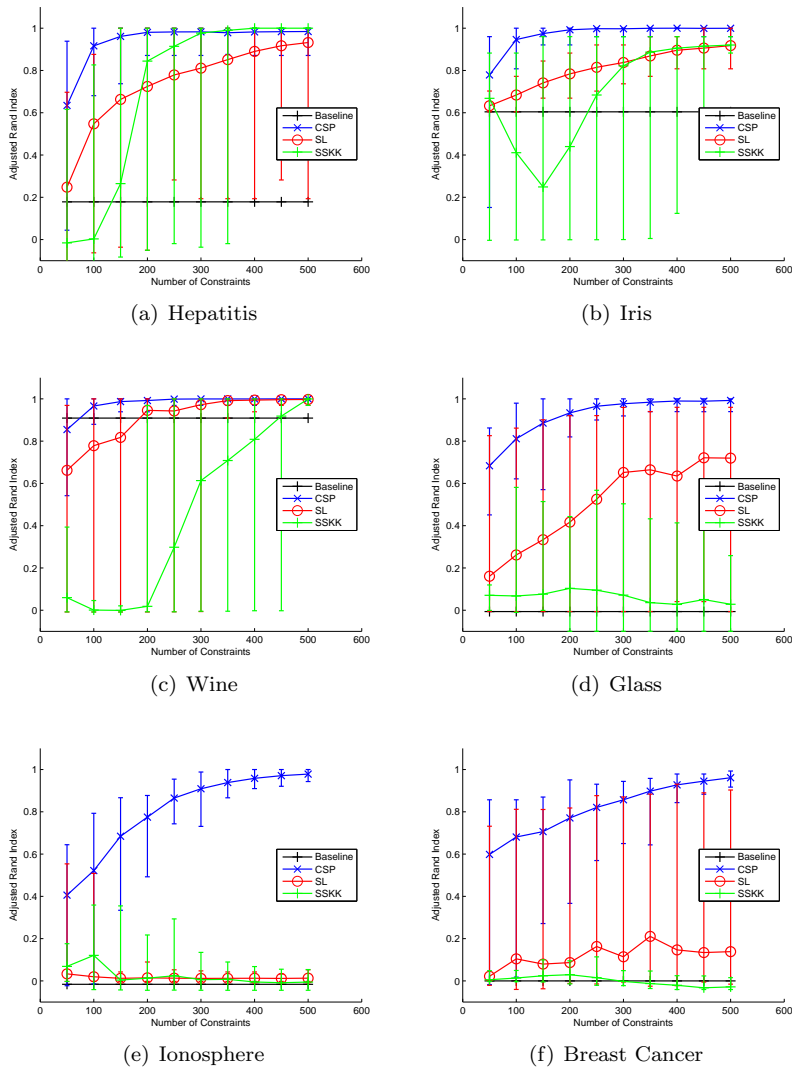 1
0.8
0.6
0.4
0.2
0
0 100 200 300 400 500 600
Adjusted Rand Index
Number of Constraints
Baseline
CSP
SL
SSKK
(a) Hepatitis
1
0.8
0.6
0.4
0.2
0
0 100 200 300 400 500 600
Adjusted Rand Index
Number of Constraints
Baseline
CSP
SL
SSKK
(b) Iris
1
0.8
0.6
0.4
0.2
0
0 100 200 300 400 500 600
Adjusted Rand Index
Number of Constraints
Baseline
CSP
SL
SSKK
(c) Wine
1
0.8
0.6
0.4
0.2
0
0 100 200 300 400 500 600
Adjusted Rand Index
Number of Constraints
Baseline
CSP
SL
SSKK
(d) Glass
1
0.8
0.6
0.4
0.2
0
0 100 200 300 400 500 600
Adjusted Rand Index
Number of Constraints
Baseline
CSP
SL
SSKK
(e) Ionosphere
1
0.8
0.6
0.4
0.2
0
0 100 200 300 400 500 600
Adjusted Rand Index
Number of Constraints
Baseline
CSP
SL
SSKK
(f) Breast Cancer